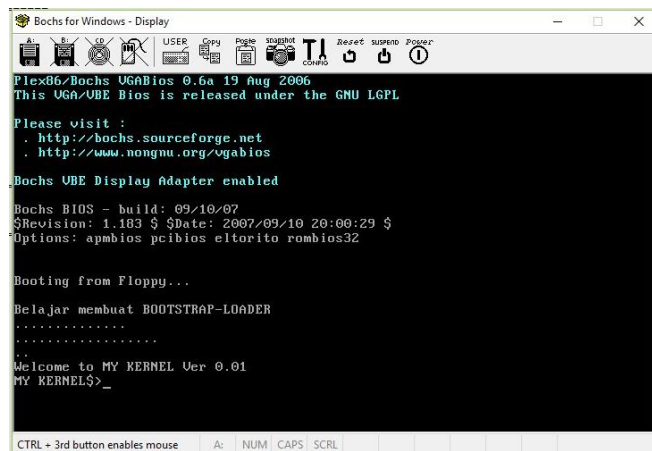 Bochs for Windows - Display
A: B: CD USER Copy Paste snapshot CONFIG Reset SUSPEND Power
Plex86/Bochs VGABios 0.6a 19 Aug 2006
This VGA/VBE Bios is released under the GNU LGPL
Please visit :
. http://bochs.sourceforge.net
. http://www.nongnu.org/vgabios
Bochs VBE Display Adapter enabled
Bochs BIOS - build: 09/10/07
$Revision: 1.183 $ $Date: 2007/09/10 20:00:29 $
Options: apmbios pcibios eltorito rombios32
Booting from Floppy...
Belajar membuat BOOTSTRAP-LOADER
..............
..................
..
Welcome to MY KERNEL Ver 0.01
MY KERNEL$>_
CTRL + 3rd button enables mouse A: NUM CAPS SCRL